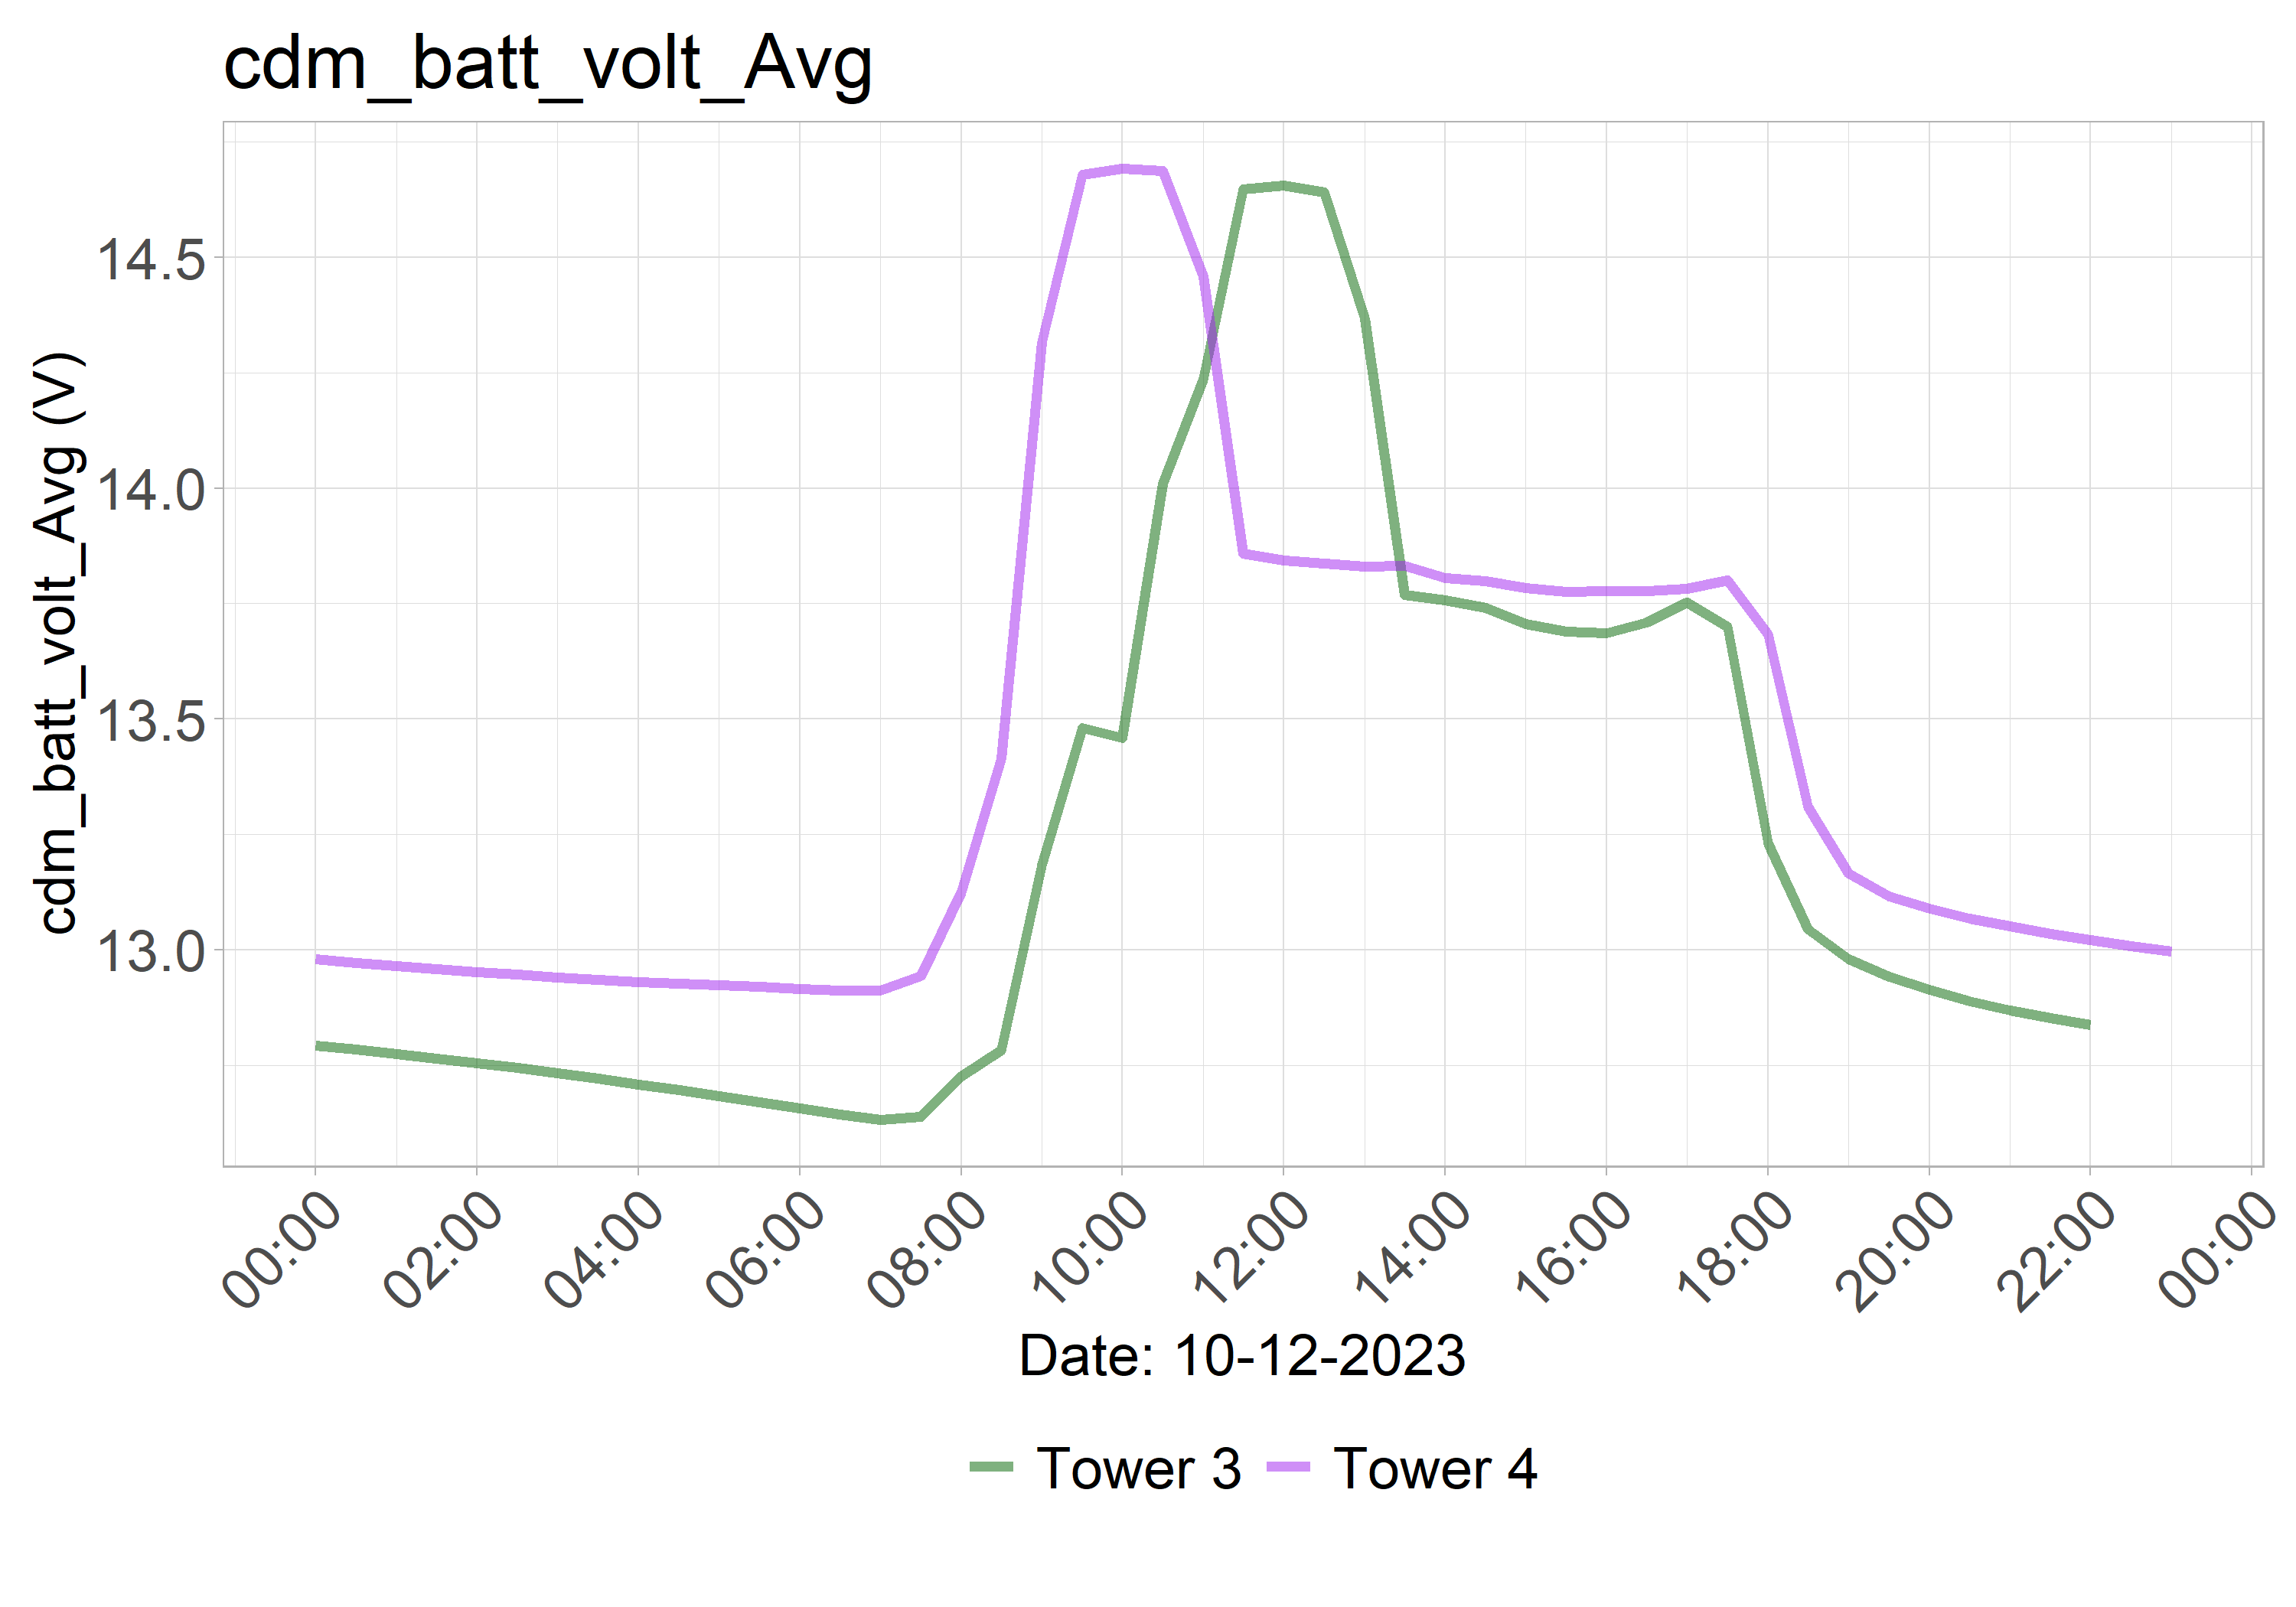 cdm_batt_volt_Avg
cdm_batt_volt_Avg (V)
14.5
14.0
13.5
13.0
00:00 02:00 04:00 06:00 08:00 10:00 12:00 14:00 16:00 18:00 20:00 22:00 00:00
Date: 10-12-2023
Tower 3 Tower 4